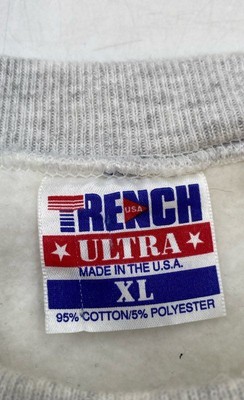 TRENCH
USA
ULTRA
MADE IN THE U.S.A.
XL
95% COTTON/5% POLYESTER